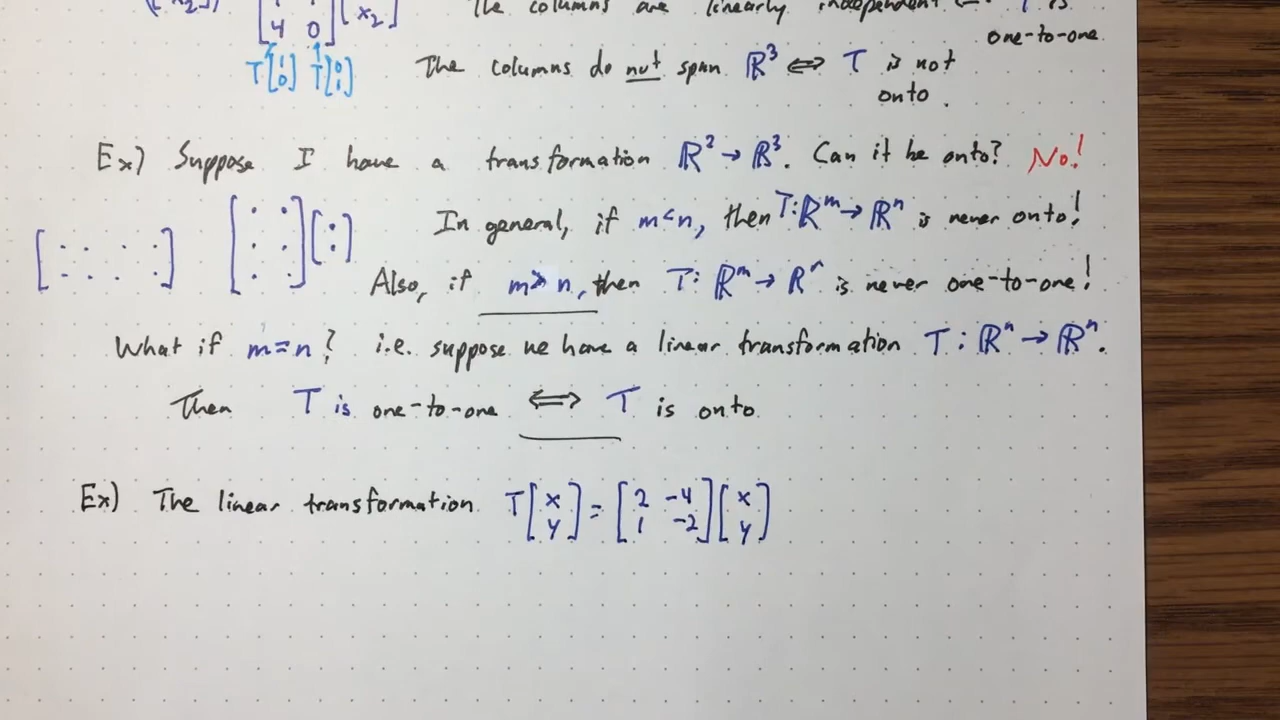 The columns are linearly independent ⟺ T is
4 0 x₂
one-to-one.
T[1 0] T[0 1] The columns do not span ℝ³ ⟺ T is not
onto.
Ex) Suppose I have a transformation ℝ² → ℝ³. Can it be onto? No!
In general, if m<n, then T:ℝᵐ → ℝⁿ is never onto!
Also, if m>n, then T: ℝᵐ → ℝⁿ is never one-to-one!
What if m=n? i.e. suppose we have a linear transformation T: ℝⁿ → ℝⁿ.
Then T is one-to-one ⟺ T is onto
Ex) The linear transformation T[x y] = [2 -4 1 -2][x y]